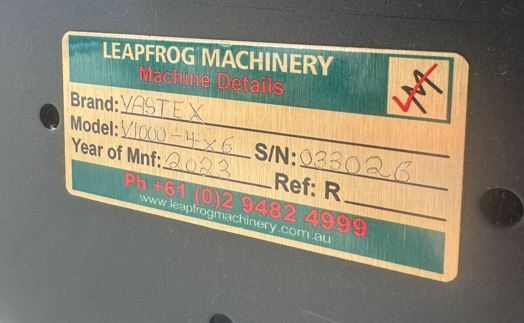 LEAPFROG MACHINERY
Machine Details
M
Brand: VASTEX
Model: V1000-4x6 S/N: 033026
Year of Mnf: 2023 Ref: R
Ph +61 (0)2 9482 4999
www.leapfrogmachinery.com.au